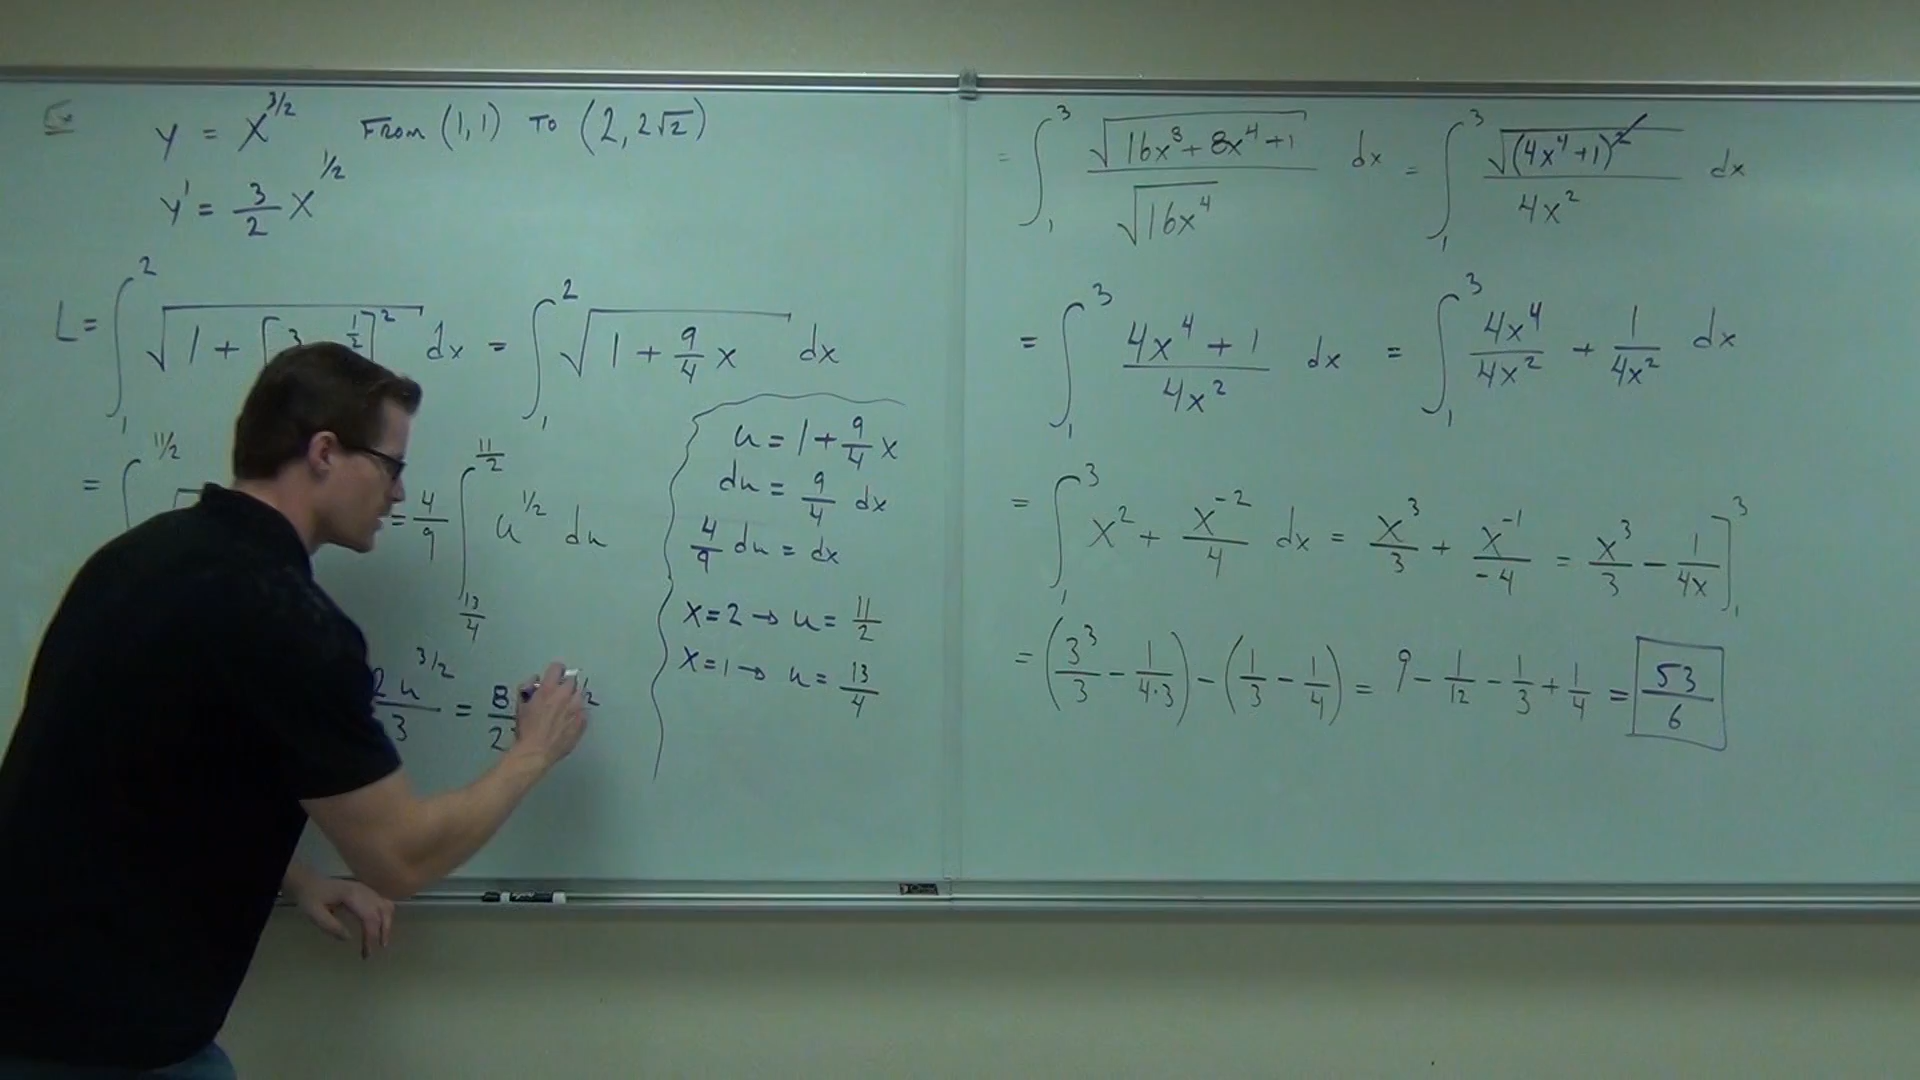 Ex y = x^{3/2} From (1,1) To (2, 2√2)
y' = 3/2 x^{1/2}
L = ∫_1^2 √(1 + [3 ^{1/2}]^2) dx = ∫_1^2 √(1 + 9/4 x) dx
= ∫^{11/2} √ = 4/9 ∫_{13/4}^{11/2} u^{1/2} du
2u^{3/2}/3 = 8/2
u = 1 + 9/4 x
du = 9/4 dx
4/9 du = dx
x = 2 → u = 11/2
x = 1 → u = 13/4
= ∫_1^3 √(16x^8 + 8x^4 + 1)/√(16x^4) dx = ∫_1^3 √((4x^4 + 1)^2)/4x^2 dx
= ∫_1^3 (4x^4 + 1)/4x^2 dx = ∫_1^3 4x^4/4x^2 + 1/4x^2 dx
= ∫_1^3 x^2 + x^{-2}/4 dx = x^3/3 + x^{-1}/-4 = x^3/3 - 1/4x ]_1^3
= (3^3/3 - 1/4·3) - (1/3 - 1/4) = 9 - 1/12 - 1/3 + 1/4 = 53/6